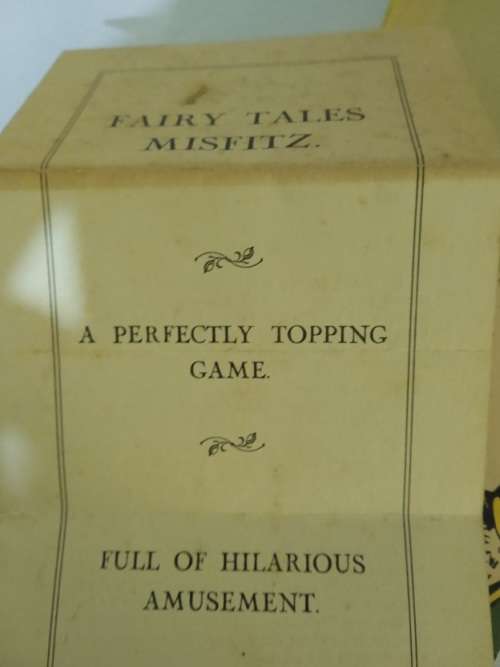 FAIRY TALES
MISFITZ.
A PERFECTLY TOPPING
GAME.
FULL OF HILARIOUS
AMUSEMENT.